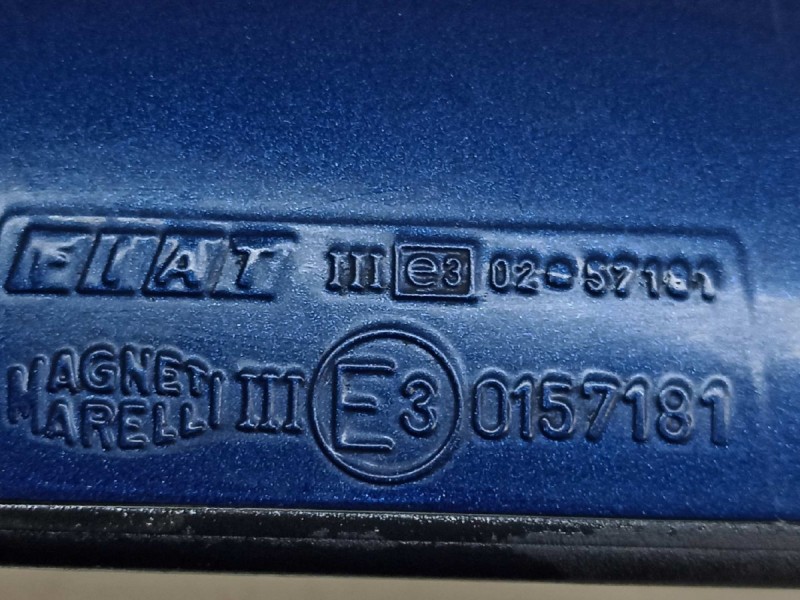 FIAT III e3 02-57181
MAGNETI
MARELLI III E3 0157181